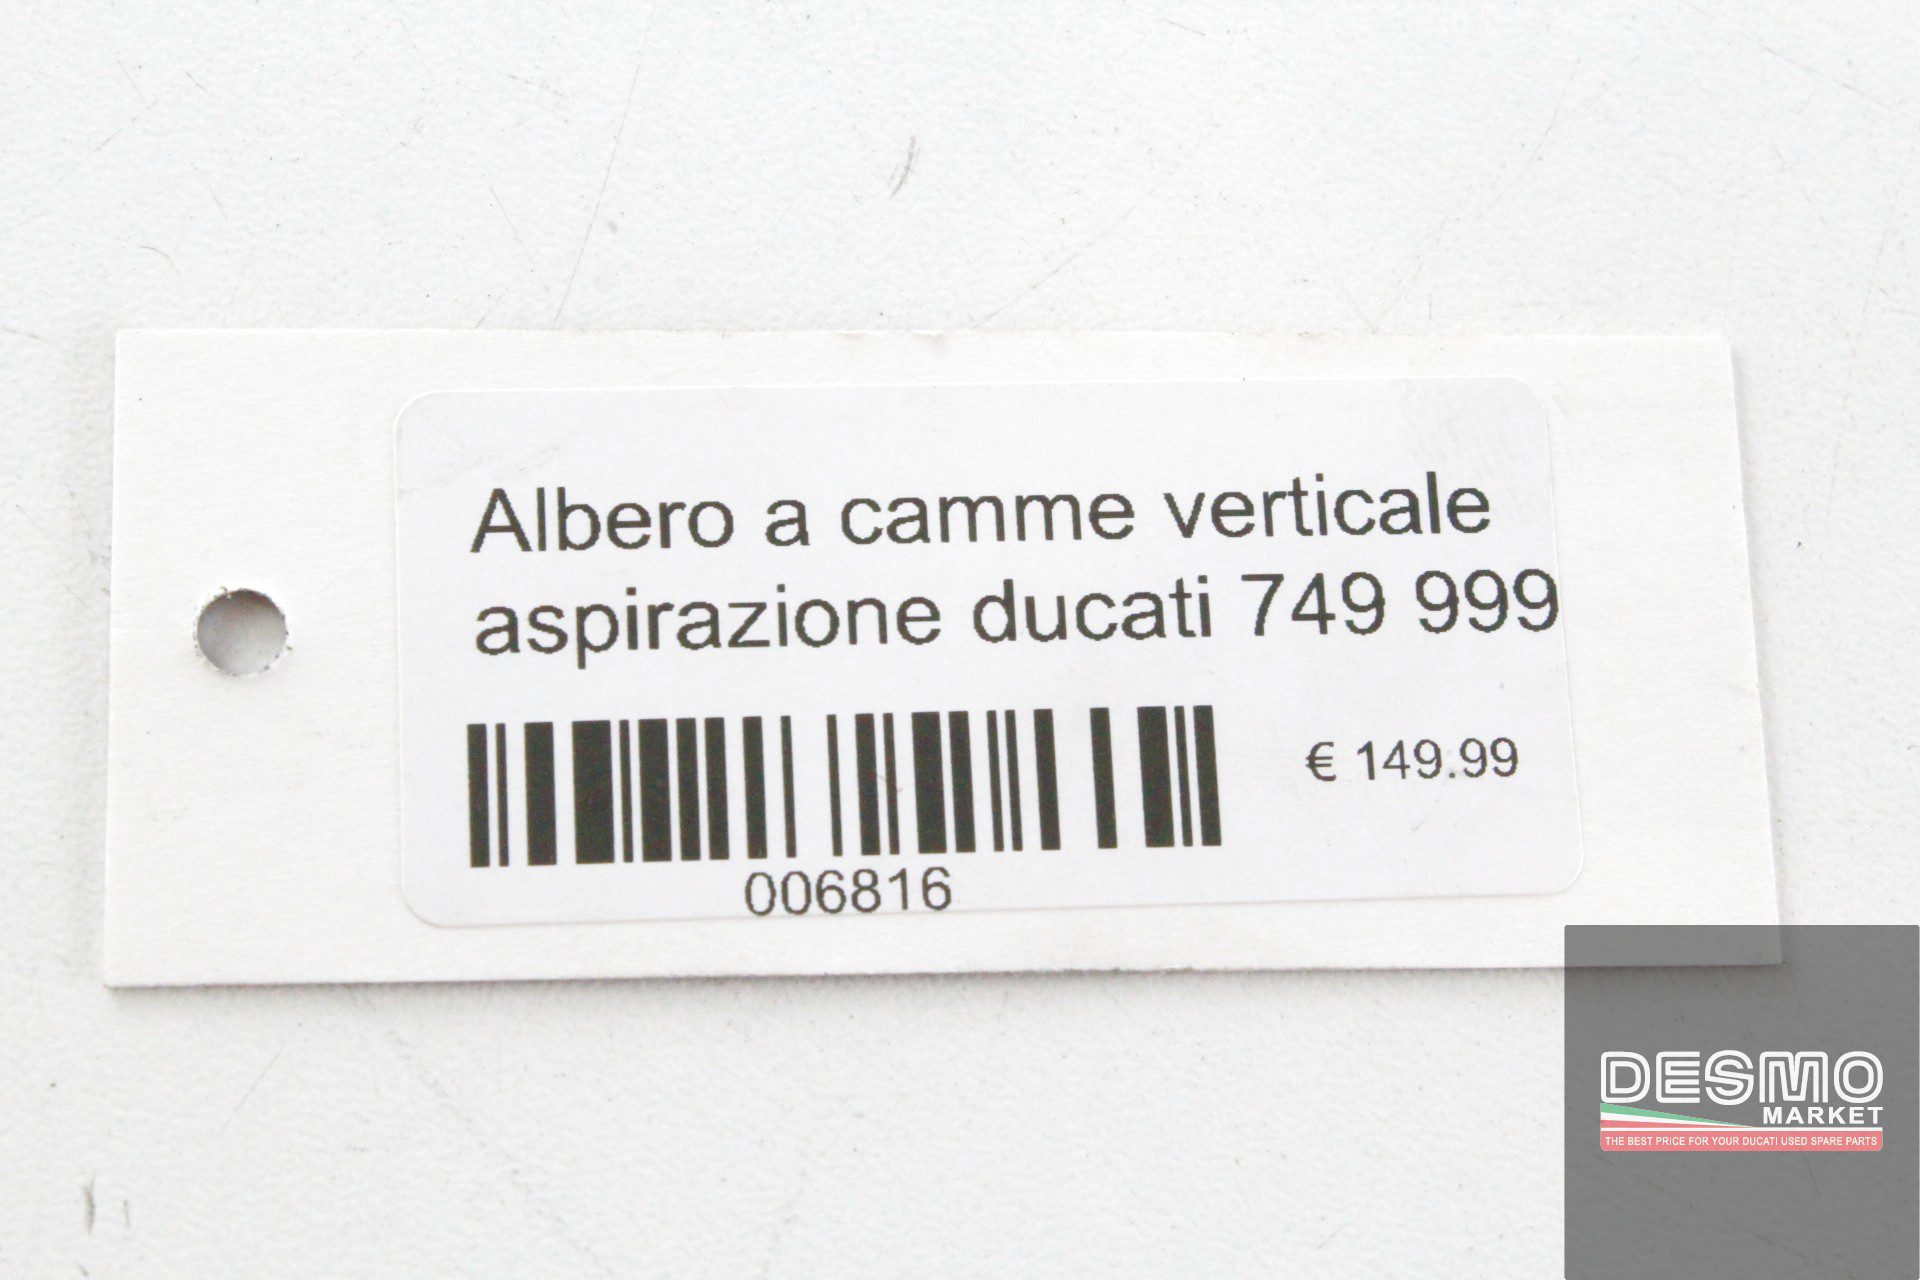 Albero a camme verticale
aspirazione ducati 749 999
€ 149.99
006816
DESMO
MARKET
THE BEST PRICE FOR YOUR DUCATI USED SPARE PARTS